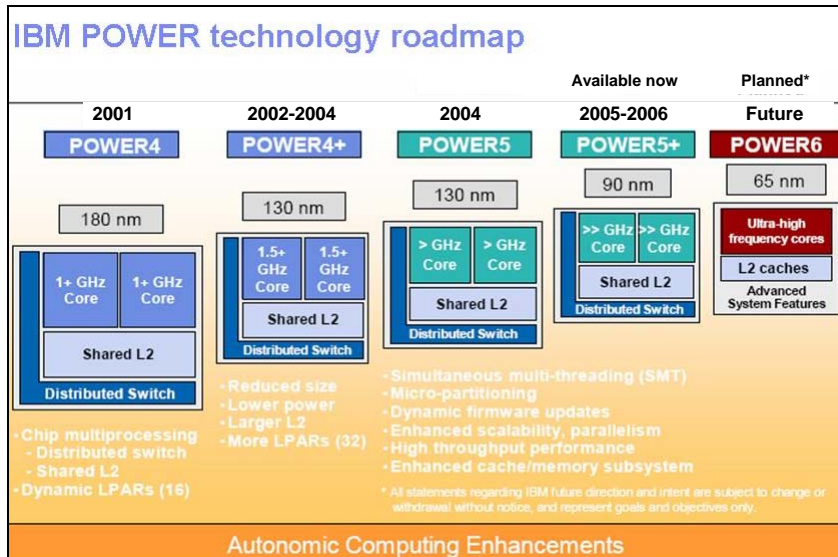 IBM POWER technology roadmap
Available now
Planned*
2001
2002-2004
2004
2005-2006
Future
POWER4
POWER4+
POWER5
POWER5+
POWER6
180 nm
130 nm
130 nm
90 nm
65 nm
1+ GHz
Core
1+ GHz
Core
Shared L2
Distributed Switch
1.5+
GHz
Core
1.5+
GHz
Core
Shared L2
Distributed Switch
> GHz
Core
> GHz
Core
Shared L2
Distributed Switch
>> GHz
Core
>> GHz
Core
Shared L2
Distributed Switch
Ultra-high
frequency cores
L2 caches
Advanced
System Features
·Chip multiprocessing
- Distributed switch
- Shared L2
·Dynamic LPARs (16)
·Reduced size
·Lower power
·Larger L2
·More LPARs (32)
·Simultaneous multi-threading (SMT)
·Micro-partitioning
·Dynamic firmware updates
·Enhanced scalability, parallelism
·High throughput performance
·Enhanced cache/memory subsystem
* All statements regarding IBM future direction and intent are subject to change or
withdrawal without notice, and represent goals and objectives only.
Autonomic Computing Enhancements